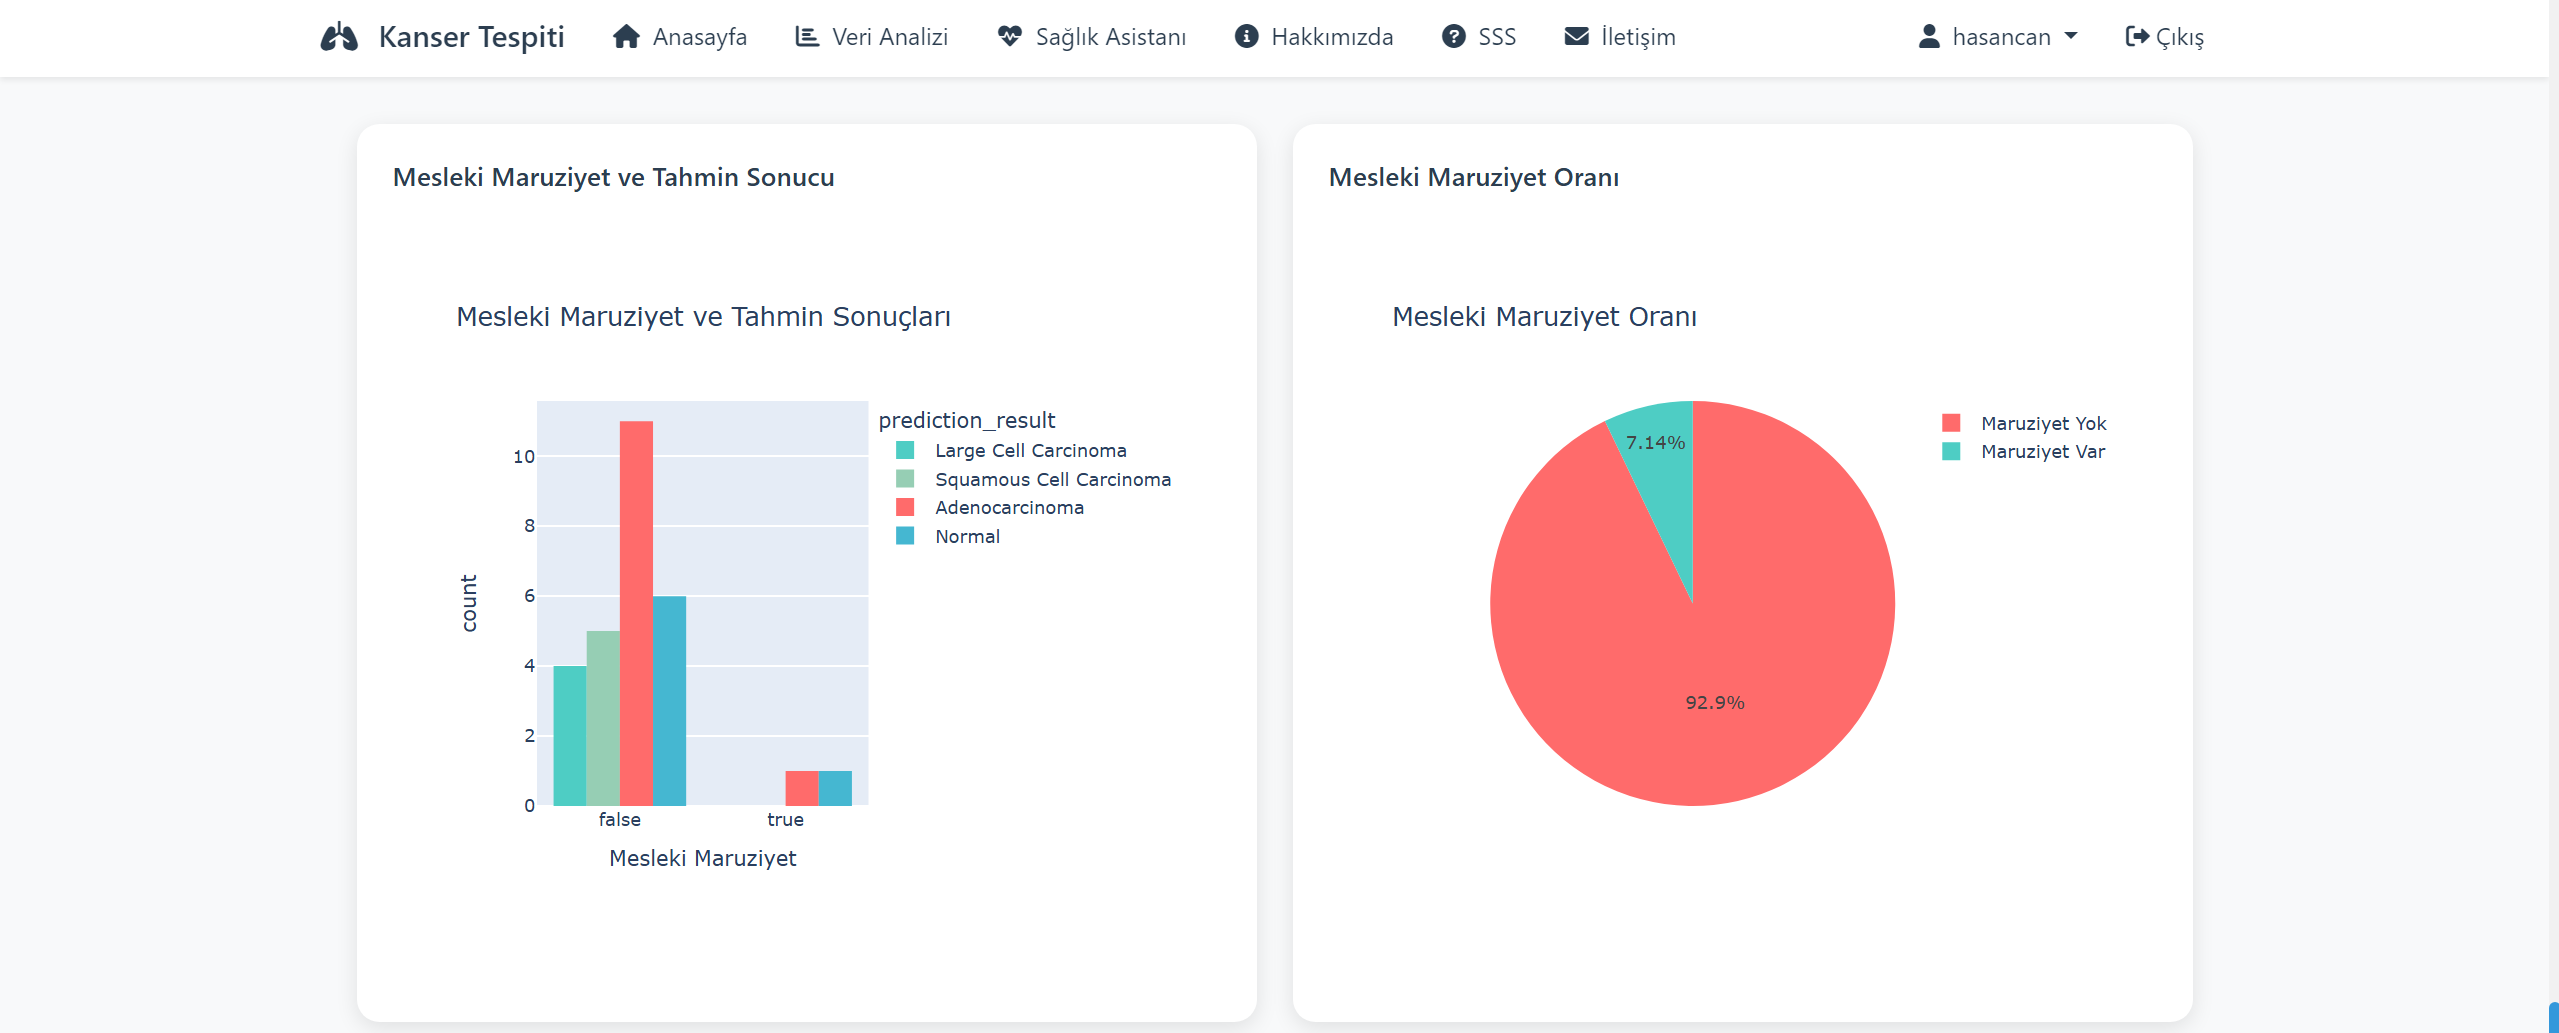 Kanser Tespiti
Anasayfa
Veri Analizi
Sağlık Asistanı
Hakkımızda
SSS
İletişim
hasancan
Çıkış
Mesleki Maruziyet ve Tahmin Sonucu
Mesleki Maruziyet ve Tahmin Sonuçları
prediction_result
Large Cell Carcinoma
Squamous Cell Carcinoma
Adenocarcinoma
Normal
count
10
8
6
4
2
0
false
true
Mesleki Maruziyet
Mesleki Maruziyet Oranı
Mesleki Maruziyet Oranı
Maruziyet Yok
Maruziyet Var
7.14%
92.9%